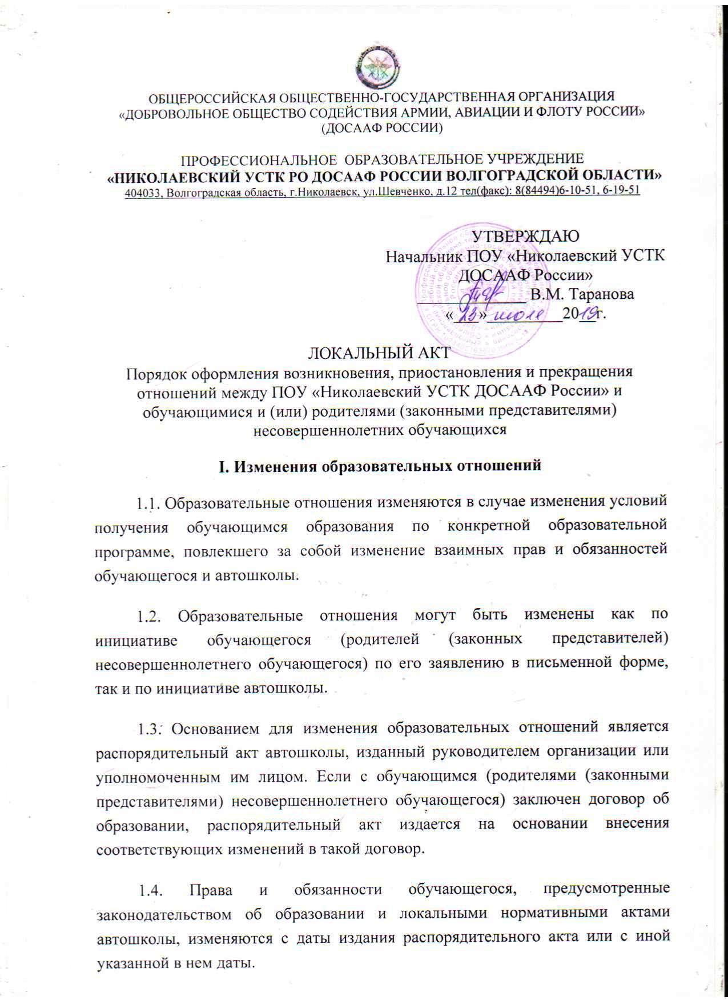 ОБЩЕРОССИЙСКАЯ ОБЩЕСТВЕННО-ГОСУДАРСТВЕННАЯ ОРГАНИЗАЦИЯ
«ДОБРОВОЛЬНОЕ ОБЩЕСТВО СОДЕЙСТВИЯ АРМИИ, АВИАЦИИ И ФЛОТУ РОССИИ»
(ДОСААФ РОССИИ)
ПРОФЕССИОНАЛЬНОЕ ОБРАЗОВАТЕЛЬНОЕ УЧРЕЖДЕНИЕ
«НИКОЛАЕВСКИЙ УСТК РО ДОСААФ РОССИИ ВОЛГОГРАДСКОЙ ОБЛАСТИ»
404033, Волгоградская область, г.Николаевск, ул.Шевченко, д.12 тел(факс): 8(84494)6-10-51, 6-19-51
УТВЕРЖДАЮ
Начальник ПОУ «Николаевский УСТК
ДОСААФ России»
В.М. Таранова
«23» июля 2019г.
ЛОКАЛЬНЫЙ АКТ
Порядок оформления возникновения, приостановления и прекращения
отношений между ПОУ «Николаевский УСТК ДОСААФ России» и
обучающимися и (или) родителями (законными представителями)
несовершеннолетних обучающихся
I. Изменения образовательных отношений
1.1. Образовательные отношения изменяются в случае изменения условий
получения обучающимся образования по конкретной образовательной
программе, повлекшего за собой изменение взаимных прав и обязанностей
обучающегося и автошколы.
1.2. Образовательные отношения могут быть изменены как по
инициативе обучающегося (родителей (законных представителей)
несовершеннолетнего обучающегося) по его заявлению в письменной форме,
так и по инициативе автошколы.
1.3. Основанием для изменения образовательных отношений является
распорядительный акт автошколы, изданный руководителем организации или
уполномоченным им лицом. Если с обучающимся (родителями (законными
представителями) несовершеннолетнего обучающегося) заключен договор об
образовании, распорядительный акт издается на основании внесения
соответствующих изменений в такой договор.
1.4. Права и обязанности обучающегося, предусмотренные
законодательством об образовании и локальными нормативными актами
автошколы, изменяются с даты издания распорядительного акта или с иной
указанной в нем даты.